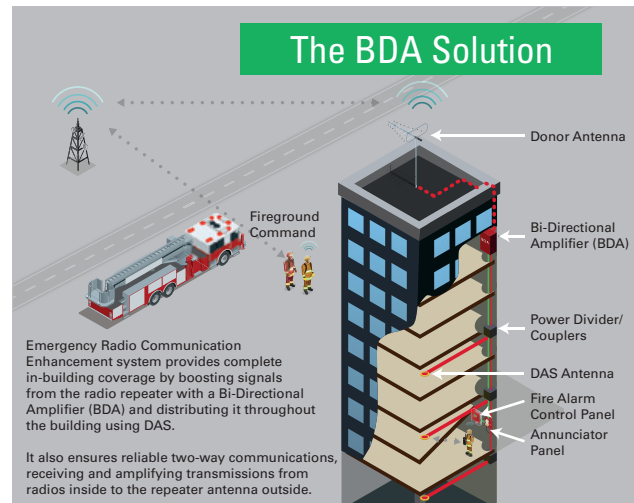 The BDA Solution
Donor Antenna
Fireground
Command
Bi-Directional
Amplifier (BDA)
BDA
Power Divider/
Couplers
DAS Antenna
Fire Alarm
Control Panel
Annunciator
Panel
Emergency Radio Communication
Enhancement system provides complete
in-building coverage by boosting signals
from the radio repeater with a Bi-Directional
Amplifier (BDA) and distributing it throughout
the building using DAS.
It also ensures reliable two-way communications,
receiving and amplifying transmissions from
radios inside to the repeater antenna outside.